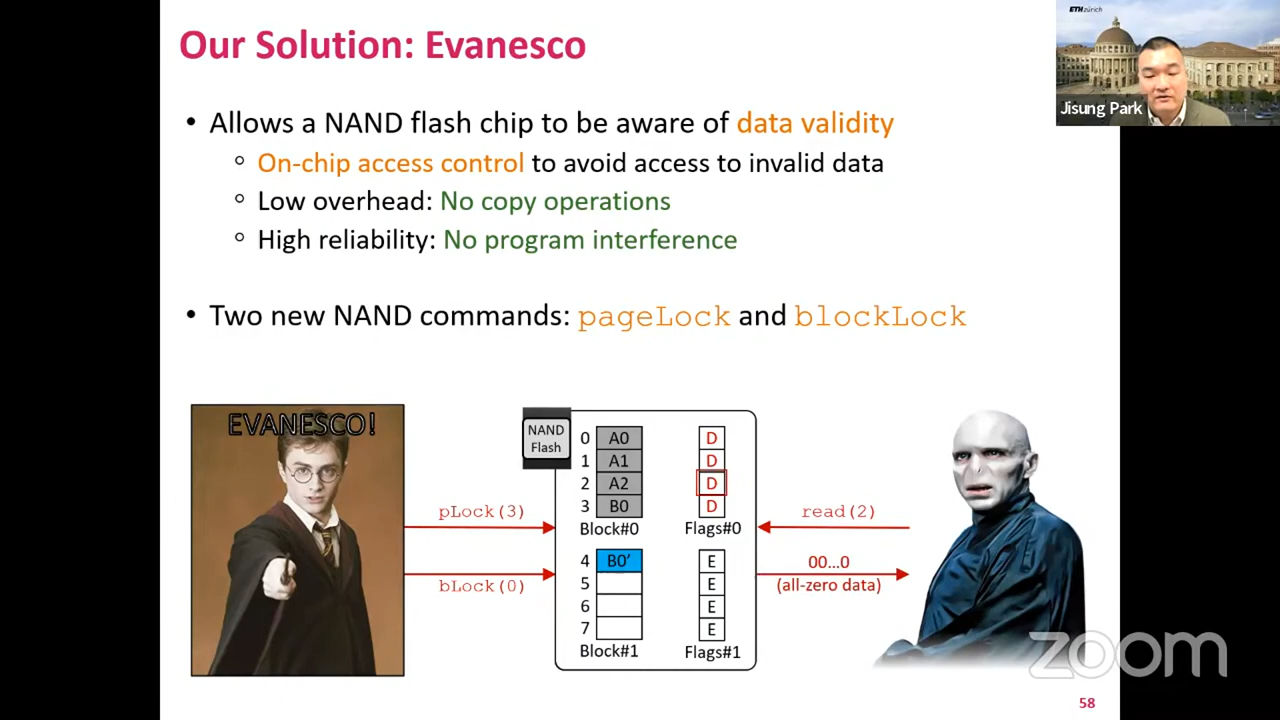 Our Solution: Evanesco
ETH zürich
Jisung Park
• Allows a NAND flash chip to be aware of data validity
○ On-chip access control to avoid access to invalid data
○ Low overhead: No copy operations
○ High reliability: No program interference
• Two new NAND commands: pageLock and blockLock
EVANESCO!
pLock(3)
bLock(0)
NAND
Flash
0 A0 D
1 A1 D
2 A2 D
3 B0 D
Block#0 Flags#0
4 B0′ E
5 E
6 E
7 E
Block#1 Flags#1
read(2)
00…0
(all-zero data)
zoom
58